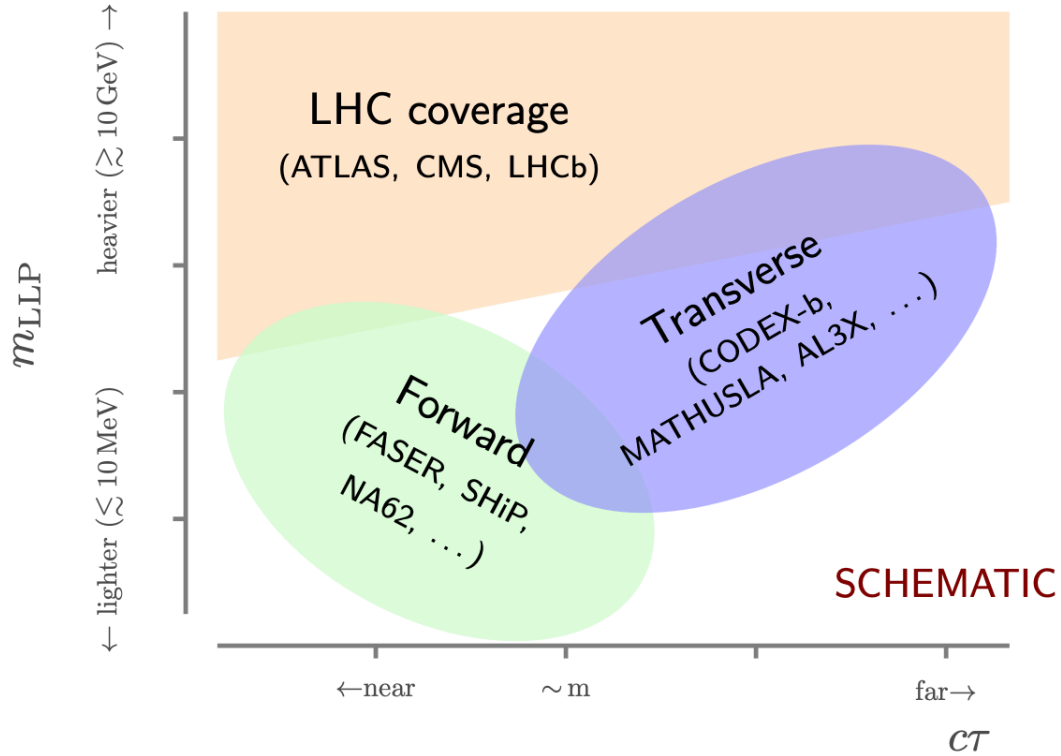 heavier (≳ 10 GeV) →
← lighter (≲ 10 MeV)
m_LLP
LHC coverage
(ATLAS, CMS, LHCb)
Transverse
(CODEX-b,
MATHUSLA, AL3X, ...)
Forward
(FASER, SHiP,
NA62, ...)
SCHEMATIC
←near
∼m
far→
cτ